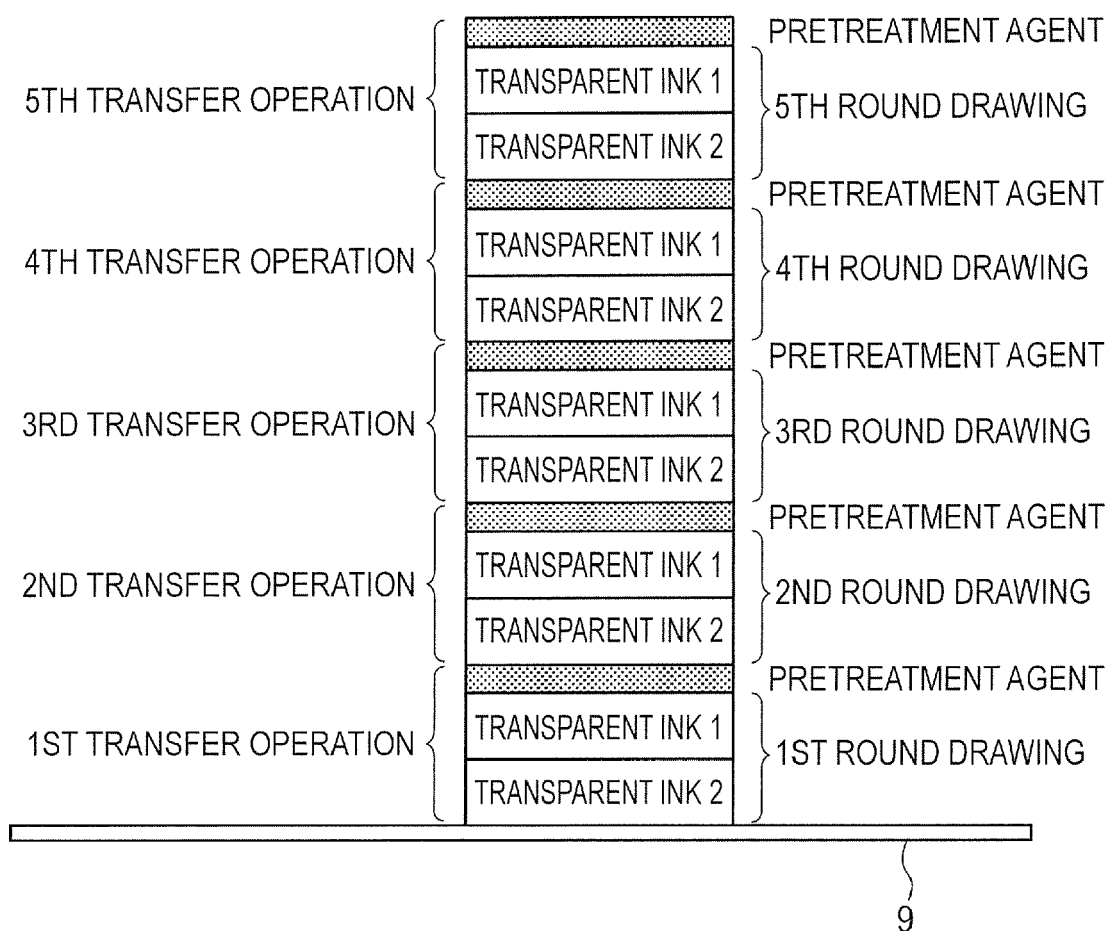 PRETREATMENT AGENT
5TH TRANSFER OPERATION
TRANSPARENT INK 1
TRANSPARENT INK 2
5TH ROUND DRAWING
PRETREATMENT AGENT
4TH TRANSFER OPERATION
TRANSPARENT INK 1
TRANSPARENT INK 2
4TH ROUND DRAWING
PRETREATMENT AGENT
3RD TRANSFER OPERATION
TRANSPARENT INK 1
TRANSPARENT INK 2
3RD ROUND DRAWING
PRETREATMENT AGENT
2ND TRANSFER OPERATION
TRANSPARENT INK 1
TRANSPARENT INK 2
2ND ROUND DRAWING
PRETREATMENT AGENT
1ST TRANSFER OPERATION
TRANSPARENT INK 1
TRANSPARENT INK 2
1ST ROUND DRAWING
9